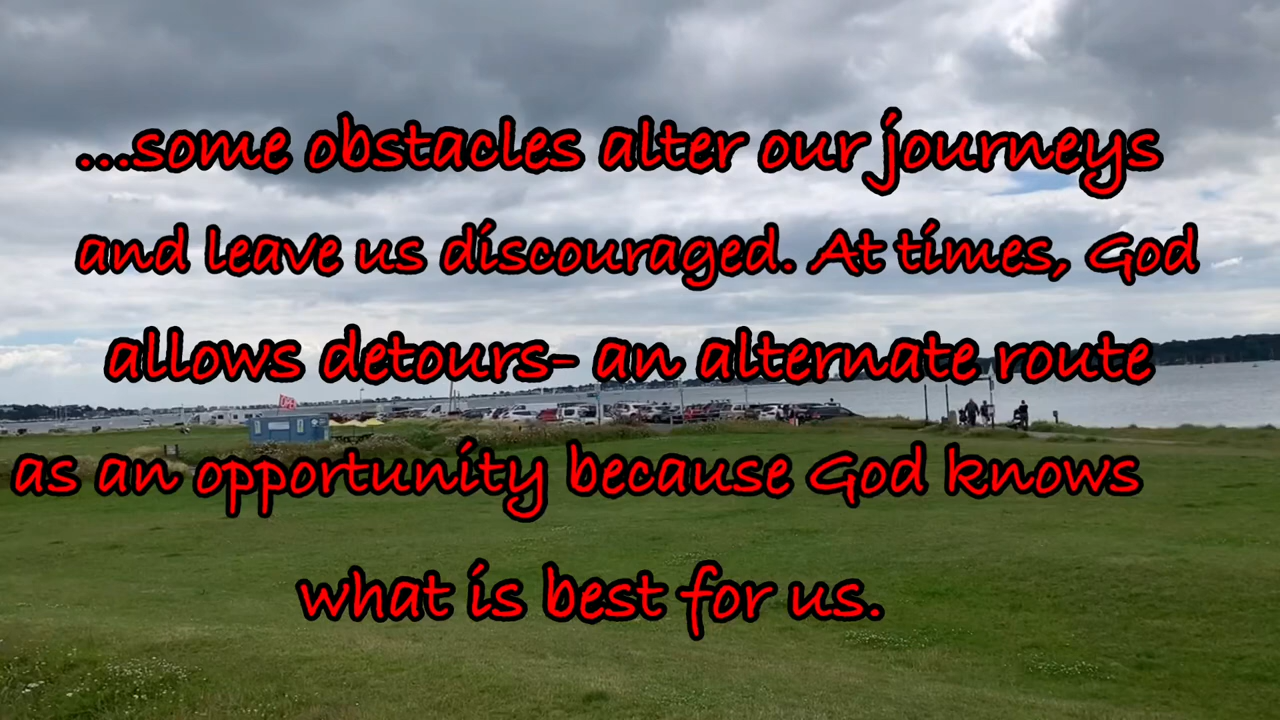 ...some obstacles alter our journeys
and leave us discouraged. At times, God
allows detours- an alternate route
as an opportunity because God knows
what is best for us.